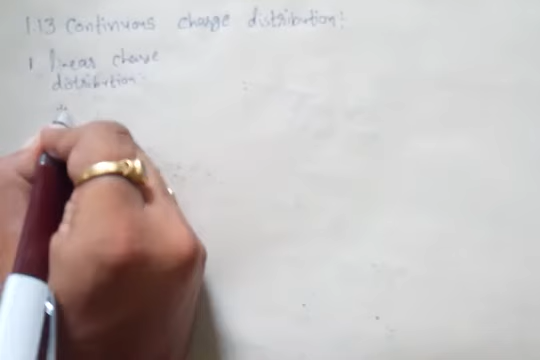 1.13 Continuous charge distribution:
1 linear charge
distribution: